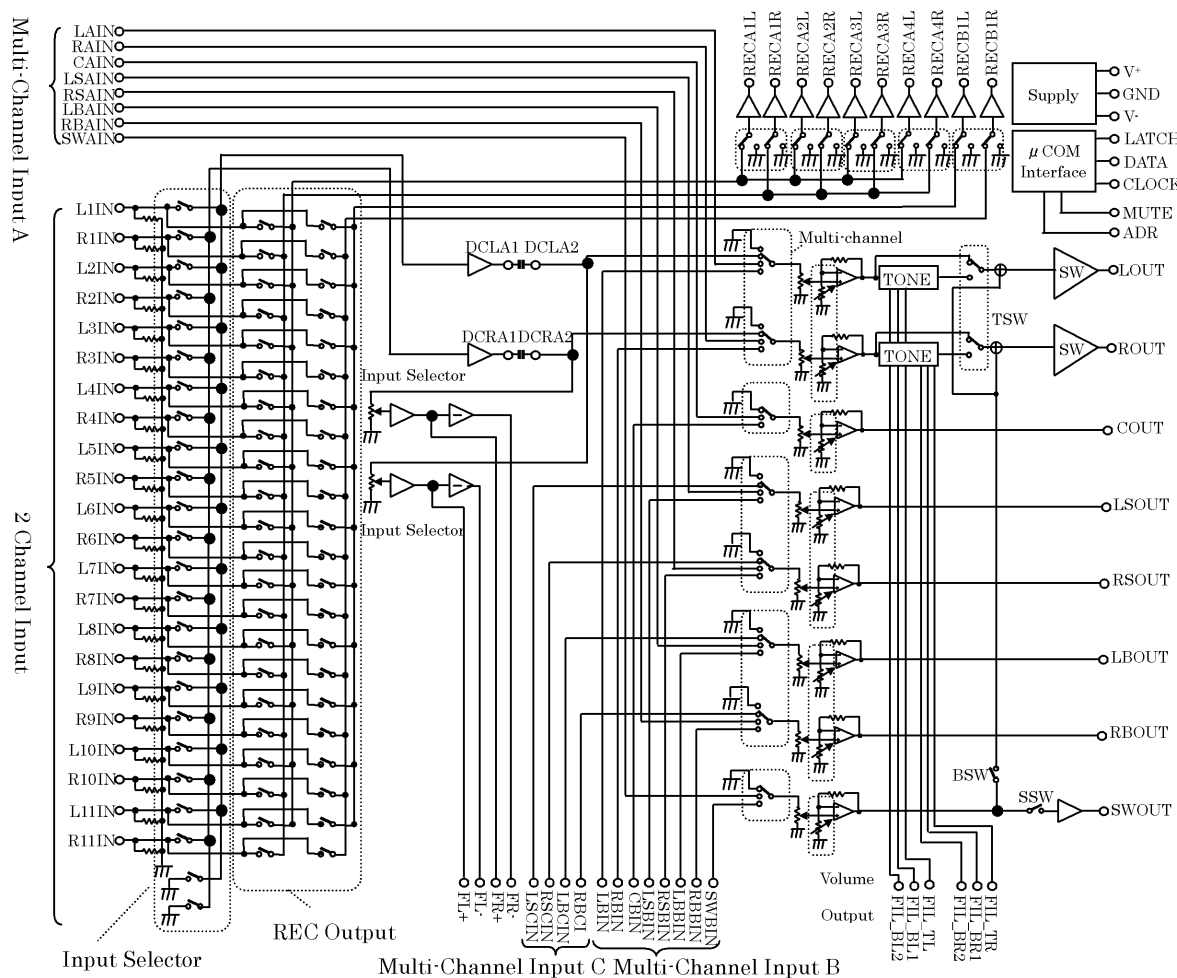 Multi-Channel Input A
LAIN
RAIN
CAIN
LSAIN
RSAIN
LBAIN
RBAIN
SWAIN
RECA1L
RECA1R
RECA2L
RECA2R
RECA3L
RECA3R
RECA4L
RECA4R
RECB1L
RECB1R
Supply
V+
GND
V-
μ COM
Interface
LATCH
DATA
CLOCK
MUTE
ADR
2 Channel Input
L1IN
R1IN
L2IN
R2IN
L3IN
R3IN
L4IN
R4IN
L5IN
R5IN
L6IN
R6IN
L7IN
R7IN
L8IN
R8IN
L9IN
R9IN
L10IN
R10IN
L11IN
R11IN
DCLA1 DCLA2
DCRA1DCRA2
Input Selector
Input Selector
Multi-channel
TONE
TONE
TSW
SW
SW
LOUT
ROUT
COUT
LSOUT
RSOUT
LBOUT
RBOUT
BSW
SSW
SWOUT
Volume
Output
FIL_BL2
FIL_BL1
FIL_TL
FIL_BR2
FIL_BR1
FIL_TR
FL+
FL-
FR+
FR-
LSCIN
RSCIN
LBCIN
RBCI
LBIN
RBIN
CBIN
LSBIN
RSBIN
LBBIN
RBBIN
SWBIN
REC Output
Input Selector
Multi-Channel Input C Multi-Channel Input B